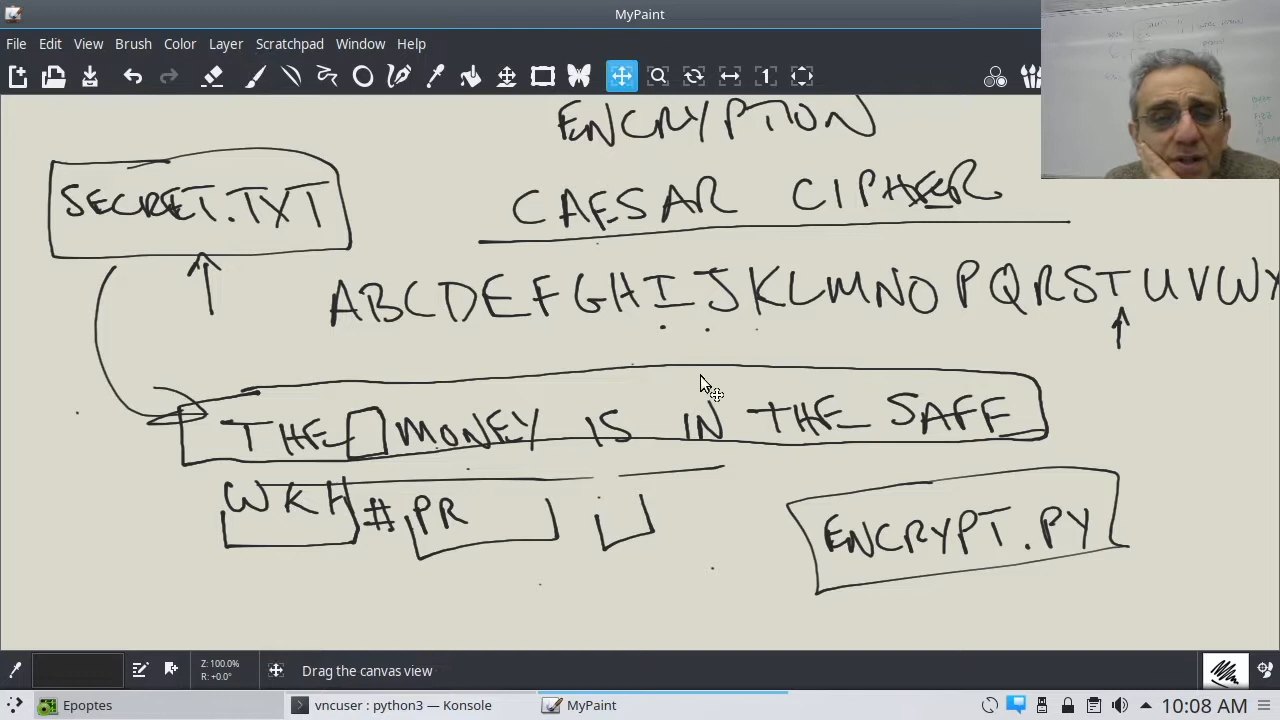 MyPaint
File Edit View Brush Color Layer Scratchpad Window Help
ENCRYPTION
CAESAR CIPHER
SECRET.TXT
ABCDEFGHIJKLMNOPQRSTUVWX
THE MONEY IS IN THE SAFE
WKH # PR
ENCRYPT.PY
Z: 100.0%
R: +0.0°
Drag the canvas view
Epoptes
vncuser : python3 — Konsole
MyPaint
10:08 AM